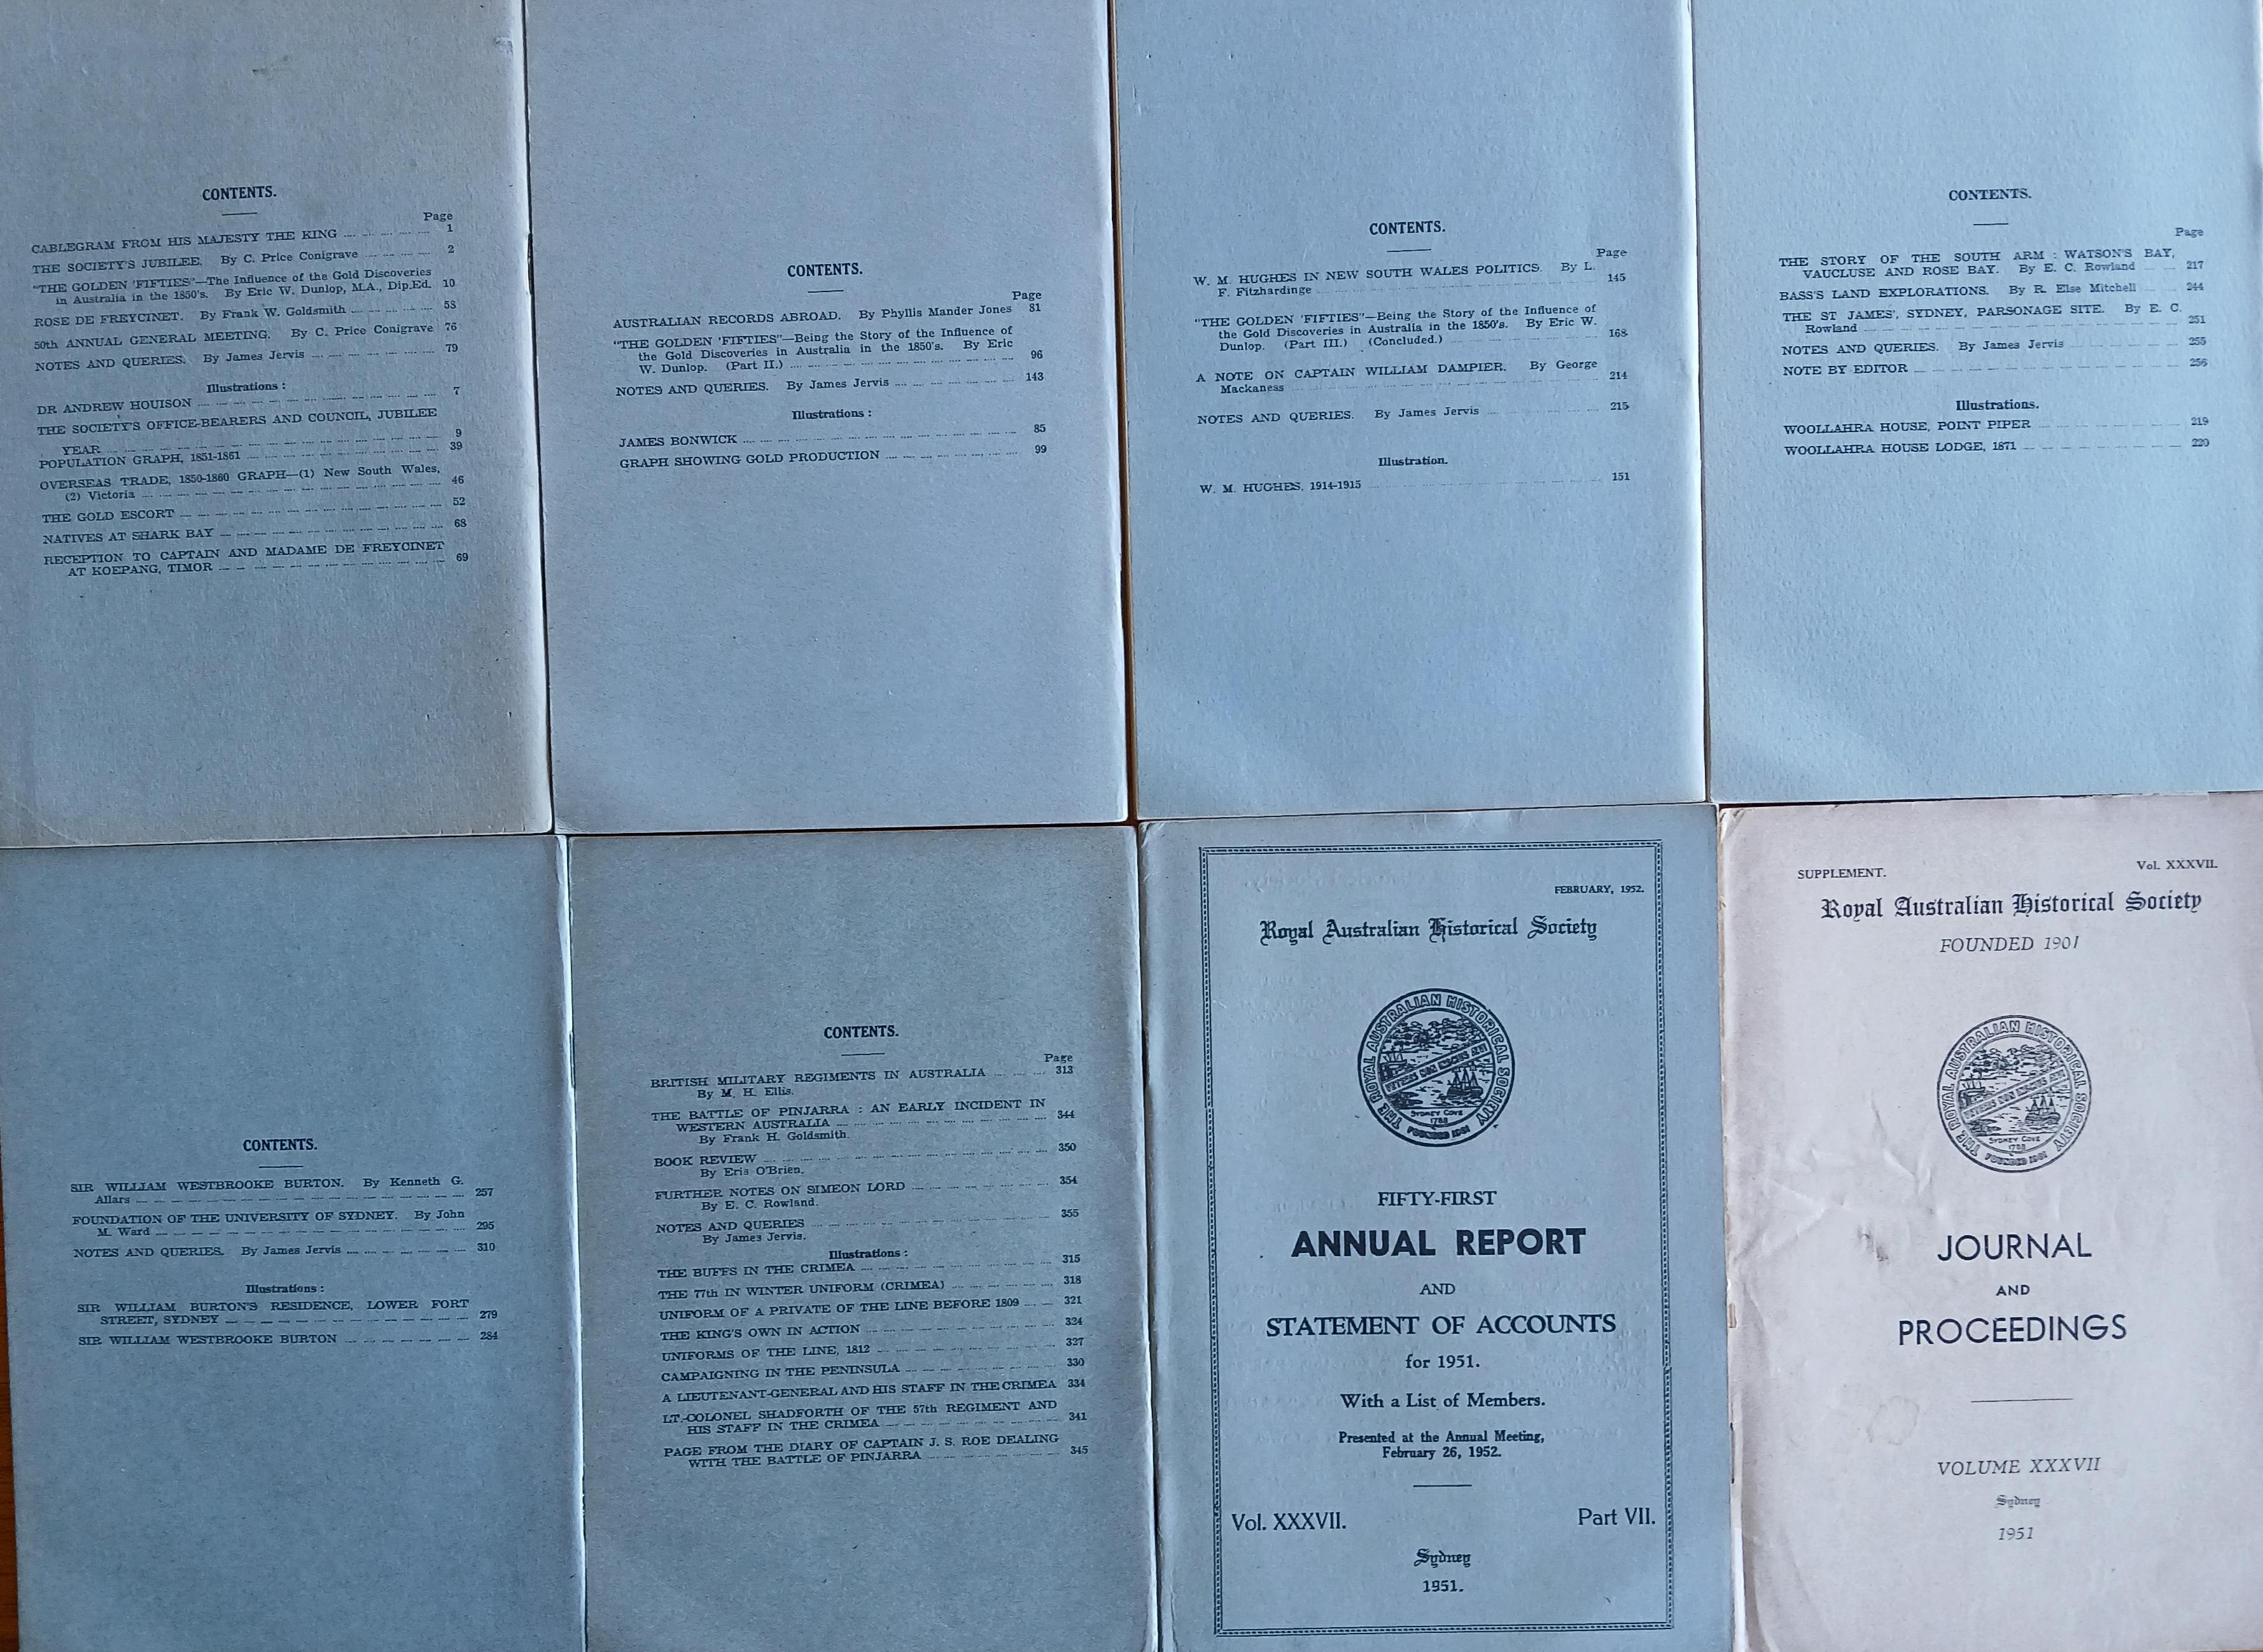 CONTENTS.
Page
CABLEGRAM FROM HIS MAJESTY THE KING .... .... .... .... .... 1
THE SOCIETY'S JUBILEE. By C. Price Conigrave .... .... .... .... 2
"THE GOLDEN 'FIFTIES"—The Influence of the Gold Discoveries
in Australia in the 1850's. By Eric W. Dunlop, M.A., Dip.Ed. 10
ROSE DE FREYCINET. By Frank W. Goldsmith .... .... .... .... 53
50th ANNUAL GENERAL MEETING. By C. Price Conigrave 76
NOTES AND QUERIES. By James Jervis .... .... .... .... .... 79
Illustrations :
DR ANDREW HOUISON .... .... .... .... .... .... .... 7
THE SOCIETY'S OFFICE-BEARERS AND COUNCIL, JUBILEE
YEAR .... .... .... .... .... .... .... .... 9
POPULATION GRAPH, 1851-1861 .... .... .... .... .... .... 39
OVERSEAS TRADE, 1850-1860 GRAPH—(1) New South Wales,
(2) Victoria .... .... .... .... .... .... .... 46
THE GOLD ESCORT .... .... .... .... .... .... .... 52
NATIVES AT SHARK BAY .... .... .... .... .... .... 68
RECEPTION TO CAPTAIN AND MADAME DE FREYCINET
AT KOEPANG, TIMOR .... .... .... .... .... .... 69
CONTENTS.
Page
AUSTRALIAN RECORDS ABROAD. By Phyllis Mander Jones 81
"THE GOLDEN 'FIFTIES"—Being the Story of the Influence of
the Gold Discoveries in Australia in the 1850's. By Eric
W. Dunlop. (Part II.) .... .... .... .... .... .... 96
NOTES AND QUERIES. By James Jervis .... .... .... .... 143
Illustrations :
JAMES BONWICK .... .... .... .... .... .... .... 85
GRAPH SHOWING GOLD PRODUCTION .... .... .... .... 99
CONTENTS.
Page
W. M. HUGHES IN NEW SOUTH WALES POLITICS. By L.
F. Fitzhardinge .... .... .... .... .... .... 145
"THE GOLDEN 'FIFTIES"—Being the Story of the Influence of
the Gold Discoveries in Australia in the 1850's. By Eric W.
Dunlop. (Part III.) (Concluded.) .... .... .... .... 168
A NOTE ON CAPTAIN WILLIAM DAMPIER. By George
Mackaness .... .... .... .... .... .... 214
NOTES AND QUERIES. By James Jervis .... .... .... 215
Illustration.
W. M. HUGHES, 1914-1915 .... .... .... .... .... 151
CONTENTS.
Page
THE STORY OF THE SOUTH ARM : WATSON'S BAY,
VAUCLUSE AND ROSE BAY. By E. C. Rowland .... .... 217
BASS'S LAND EXPLORATIONS. By R. Else Mitchell .... .... 244
THE ST JAMES', SYDNEY, PARSONAGE SITE. By E. C.
Rowland .... .... .... .... .... .... .... 251
NOTES AND QUERIES. By James Jervis .... .... .... 255
NOTE BY EDITOR .... .... .... .... .... .... 256
Illustrations.
WOOLLAHRA HOUSE, POINT PIPER .... .... .... .... 219
WOOLLAHRA HOUSE LODGE, 1871 .... .... .... .... 220
CONTENTS.
SIR WILLIAM WESTBROOKE BURTON. By Kenneth G.
Allars .... .... .... .... .... .... .... 257
FOUNDATION OF THE UNIVERSITY OF SYDNEY. By John
M. Ward .... .... .... .... .... .... .... 295
NOTES AND QUERIES. By James Jervis .... .... .... .... 310
Illustrations :
SIR WILLIAM BURTON'S RESIDENCE, LOWER FORT
STREET, SYDNEY .... .... .... .... .... .... 279
SIR WILLIAM WESTBROOKE BURTON .... .... .... .... 284
CONTENTS.
Page
BRITISH MILITARY REGIMENTS IN AUSTRALIA .... .... .... 313
By M. H. Ellis.
THE BATTLE OF PINJARRA : AN EARLY INCIDENT IN
WESTERN AUSTRALIA .... .... .... .... .... .... 344
By Frank H. Goldsmith.
BOOK REVIEW .... .... .... .... .... .... .... 350
By Eris O'Brien.
FURTHER NOTES ON SIMEON LORD .... .... .... .... 354
By E. C. Rowland.
NOTES AND QUERIES .... .... .... .... .... .... 355
By James Jervis.
Illustrations :
THE BUFFS IN THE CRIMEA .... .... .... .... .... 315
THE 77th IN WINTER UNIFORM (CRIMEA) .... .... .... 318
UNIFORM OF A PRIVATE OF THE LINE BEFORE 1809 .... .... 321
THE KING'S OWN IN ACTION .... .... .... .... .... 324
UNIFORMS OF THE LINE, 1812 .... .... .... .... .... 327
CAMPAIGNING IN THE PENINSULA .... .... .... .... 330
A LIEUTENANT-GENERAL AND HIS STAFF IN THE CRIMEA 334
LT.-COLONEL SHADFORTH OF THE 57th REGIMENT AND
HIS STAFF IN THE CRIMEA .... .... .... .... .... 341
PAGE FROM THE DIARY OF CAPTAIN J. S. ROE DEALING
WITH THE BATTLE OF PINJARRA .... .... .... .... 345
FEBRUARY, 1952.
Royal Australian Historical Society
THE ROYAL AUSTRALIAN HISTORICAL SOCIETY
SYDNEY COVE
1788
FOUNDED 1901
FIFTY-FIRST
ANNUAL REPORT
AND
STATEMENT OF ACCOUNTS
for 1951.
With a List of Members.
Presented at the Annual Meeting,
February 26, 1952.
Vol. XXXVII. Part VII.
Sydney
1951.
SUPPLEMENT. Vol. XXXVII.
Royal Australian Historical Society
FOUNDED 1901
THE ROYAL AUSTRALIAN HISTORICAL SOCIETY
SYDNEY COVE
1788
FOUNDED 1901
JOURNAL
AND
PROCEEDINGS
VOLUME XXXVII
Sydney
1951